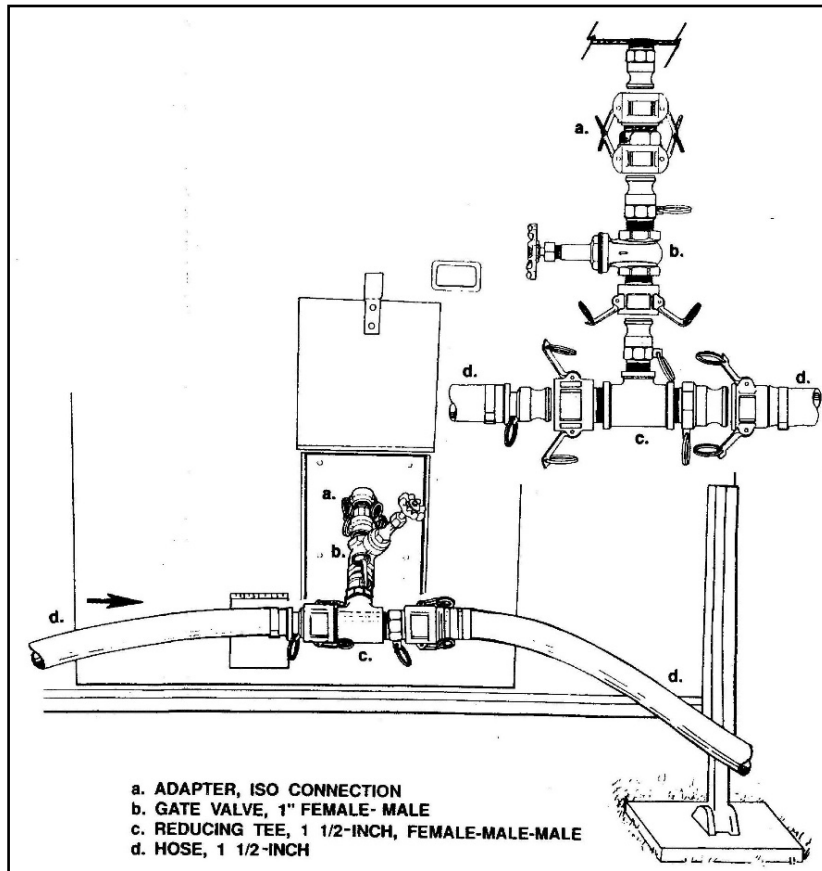 a.
b.
d.
d.
c.
a.
b.
d.
c.
d.
a. ADAPTER, ISO CONNECTION
b. GATE VALVE, 1" FEMALE- MALE
c. REDUCING TEE, 1 1/2-INCH, FEMALE-MALE-MALE
d. HOSE, 1 1/2-INCH